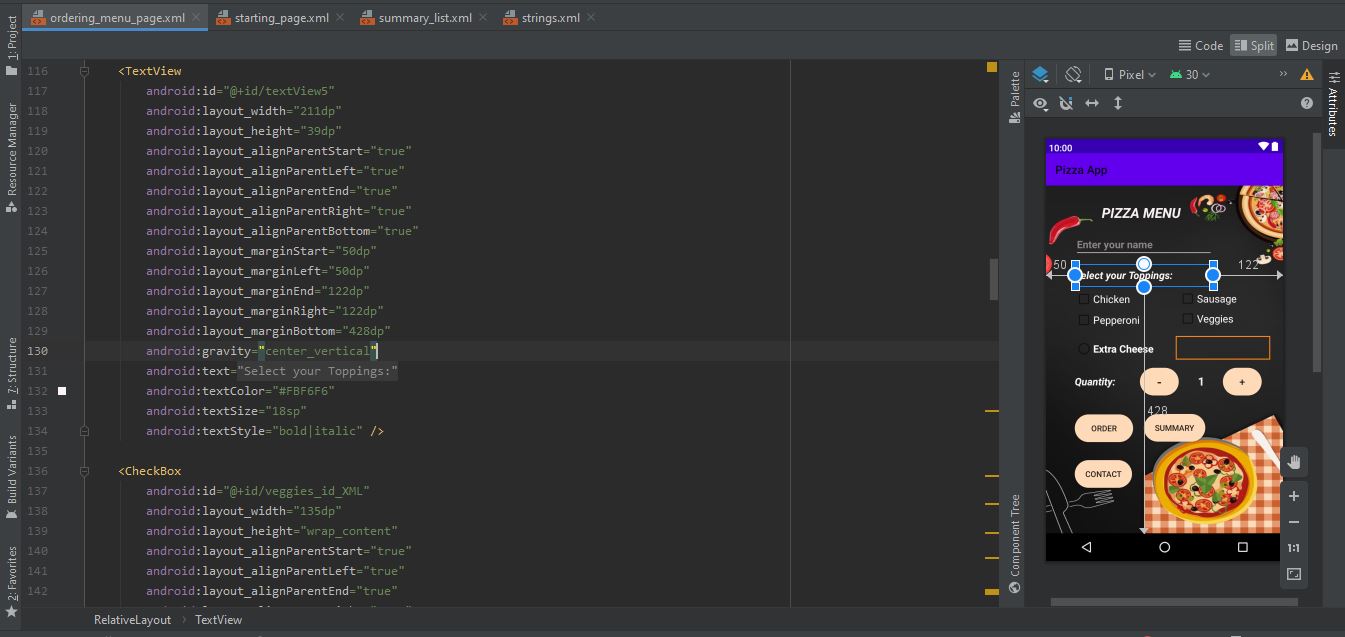 ordering_menu_page.xml starting_page.xml summary_list.xml strings.xml
Code Split Design
1: Project
Resource Manager
7: Structure
Build Variants
2: Favorites
116 <TextView
117 android:id="@+id/textView5"
118 android:layout_width="211dp"
119 android:layout_height="39dp"
120 android:layout_alignParentStart="true"
121 android:layout_alignParentLeft="true"
122 android:layout_alignParentEnd="true"
123 android:layout_alignParentRight="true"
124 android:layout_alignParentBottom="true"
125 android:layout_marginStart="50dp"
126 android:layout_marginLeft="50dp"
127 android:layout_marginEnd="122dp"
128 android:layout_marginRight="122dp"
129 android:layout_marginBottom="428dp"
130 android:gravity="center_vertical"
131 android:text="Select your Toppings:"
132 android:textColor="#FBF6F6"
133 android:textSize="18sp"
134 android:textStyle="bold|italic" />
135
136 <CheckBox
137 android:id="@+id/veggies_id_XML"
138 android:layout_width="135dp"
139 android:layout_height="wrap_content"
140 android:layout_alignParentStart="true"
141 android:layout_alignParentLeft="true"
142 android:layout_alignParentEnd="true"
RelativeLayout TextView
Palette
Component Tree
Pixel 30
Attributes
10:00
Pizza App
PIZZA MENU
Enter your name
50 122
elect your Toppings:
Chicken Sausage
Pepperoni Veggies
Extra Cheese
Quantity: - 1 +
428
ORDER SUMMARY
CONTACT
1:1